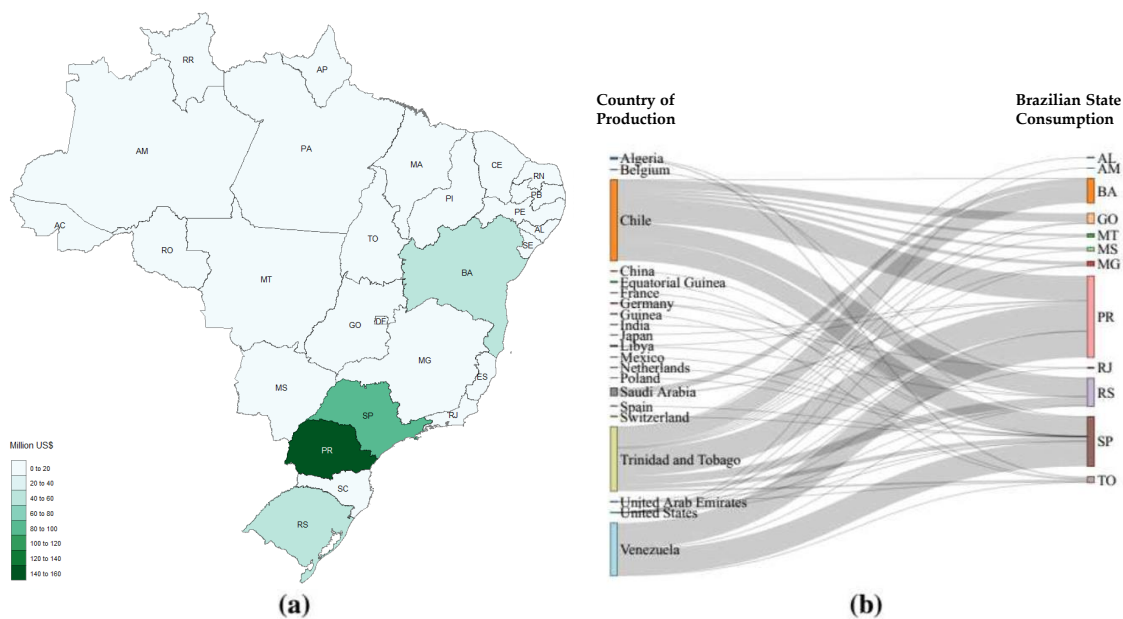 RR
AP
AM
PA
MA
CE
RN
PB
PI
PE
AL
SE
AC
RO
TO
BA
MT
GO
DF
MG
ES
MS
SP
RJ
PR
SC
RS
Million US$
0 to 20
20 to 40
40 to 60
60 to 80
80 to 100
100 to 120
120 to 140
140 to 160
(a)
Country of
Production
Brazilian State
Consumption
Algeria
Belgium
Chile
China
Equatorial Guinea
France
Germany
Guinea
India
Japan
Libya
Mexico
Netherlands
Poland
Saudi Arabia
Spain
Switzerland
Trinidad and Tobago
United Arab Emirates
United States
Venezuela
AL
AM
BA
GO
MT
MS
MG
PR
RJ
RS
SP
TO
(b)